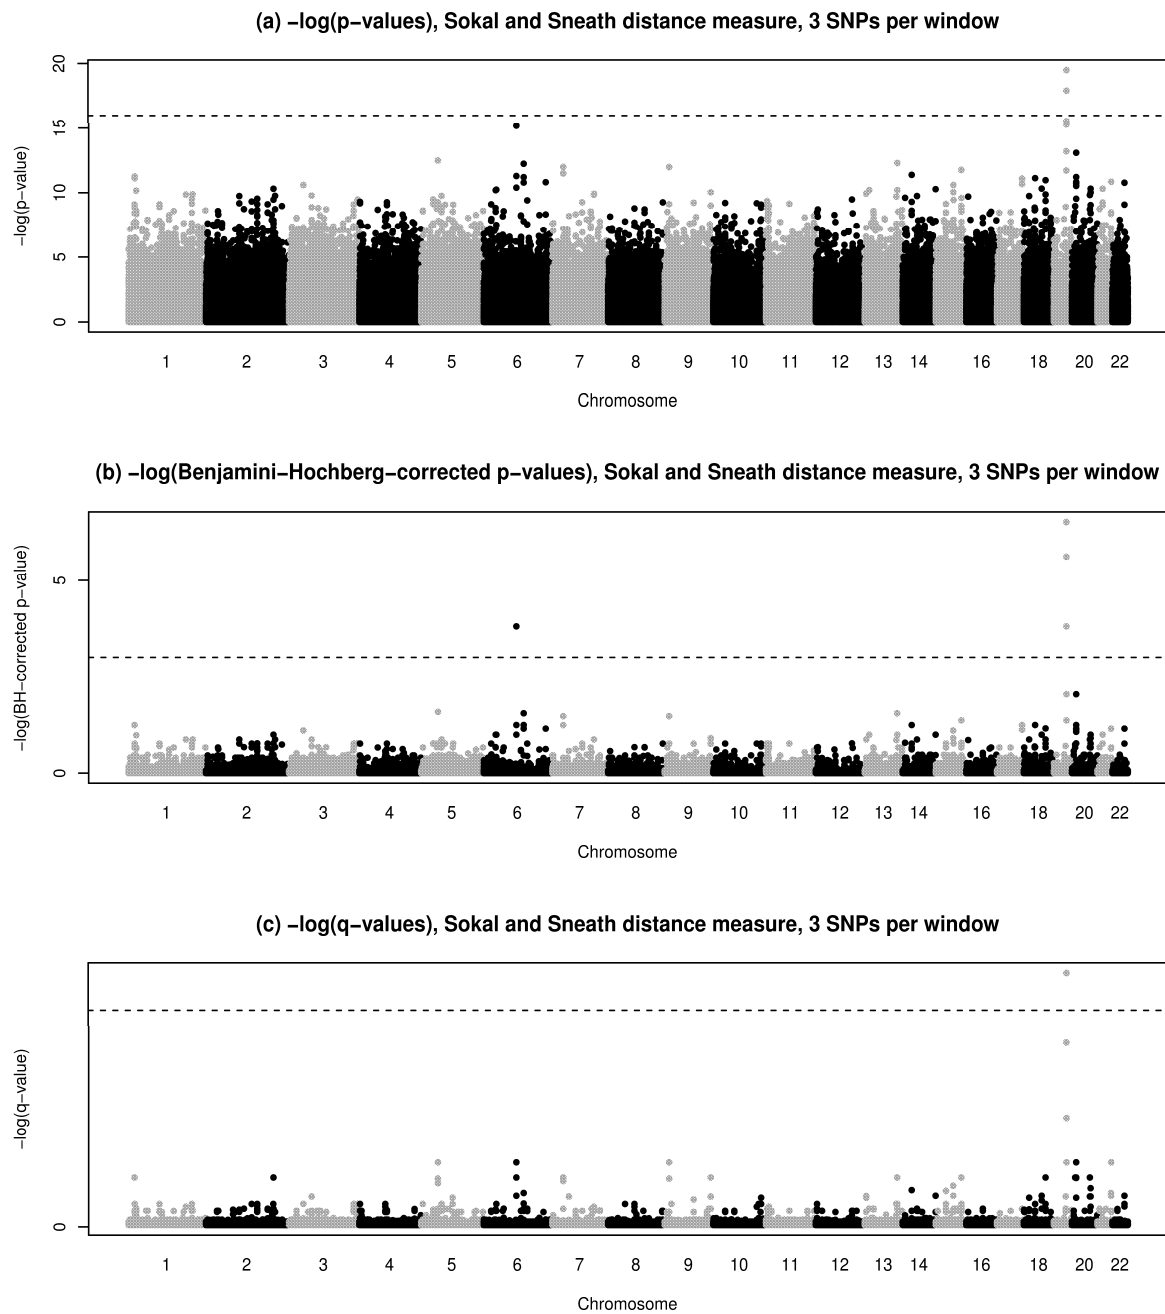 (a) −log(p−values), Sokal and Sneath distance measure, 3 SNPs per window
20
15
10
5
0
−log(p−value)
1 2 3 4 5 6 7 8 9 10 11 12 13 14 16 18 20 22
Chromosome
(b) −log(Benjamini−Hochberg−corrected p−values), Sokal and Sneath distance measure, 3 SNPs per window
5
0
−log(BH−corrected p−value)
1 2 3 4 5 6 7 8 9 10 11 12 13 14 16 18 20 22
Chromosome
(c) −log(q−values), Sokal and Sneath distance measure, 3 SNPs per window
0
−log(q−value)
1 2 3 4 5 6 7 8 9 10 11 12 13 14 16 18 20 22
Chromosome